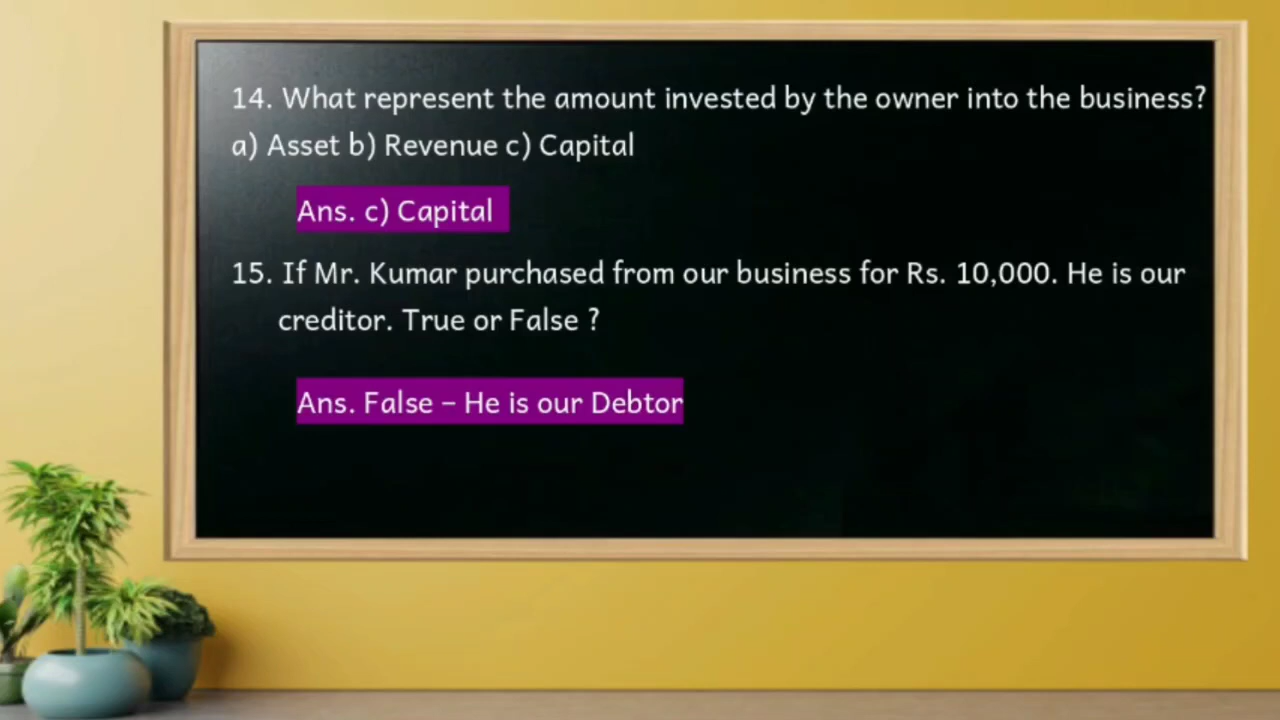 14. What represent the amount invested by the owner into the business?
a) Asset b) Revenue c) Capital
Ans. c) Capital
15. If Mr. Kumar purchased from our business for Rs. 10,000. He is our
creditor. True or False ?
Ans. False – He is our Debtor